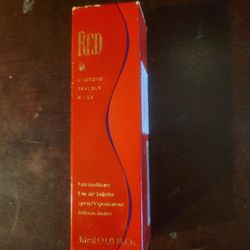 RED
GIORGIO
BEVERLY
HILLS
Extraordinary
Eau de Toilette
Spray/Vaporisateur
30ml e 1.0 Fl. Oz.